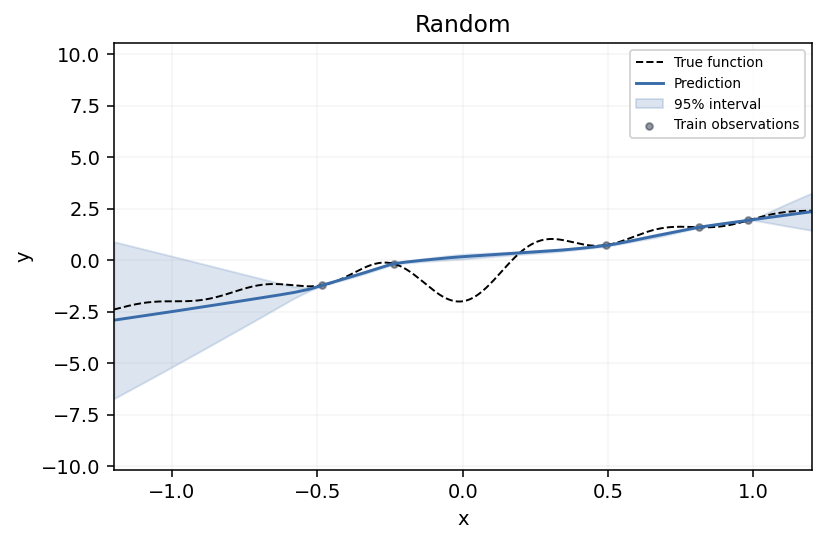 Random
10.0
7.5
5.0
2.5
0.0
−2.5
−5.0
−7.5
−10.0
y
True function
Prediction
95% interval
Train observations
−1.0
−0.5
0.0
0.5
1.0
x